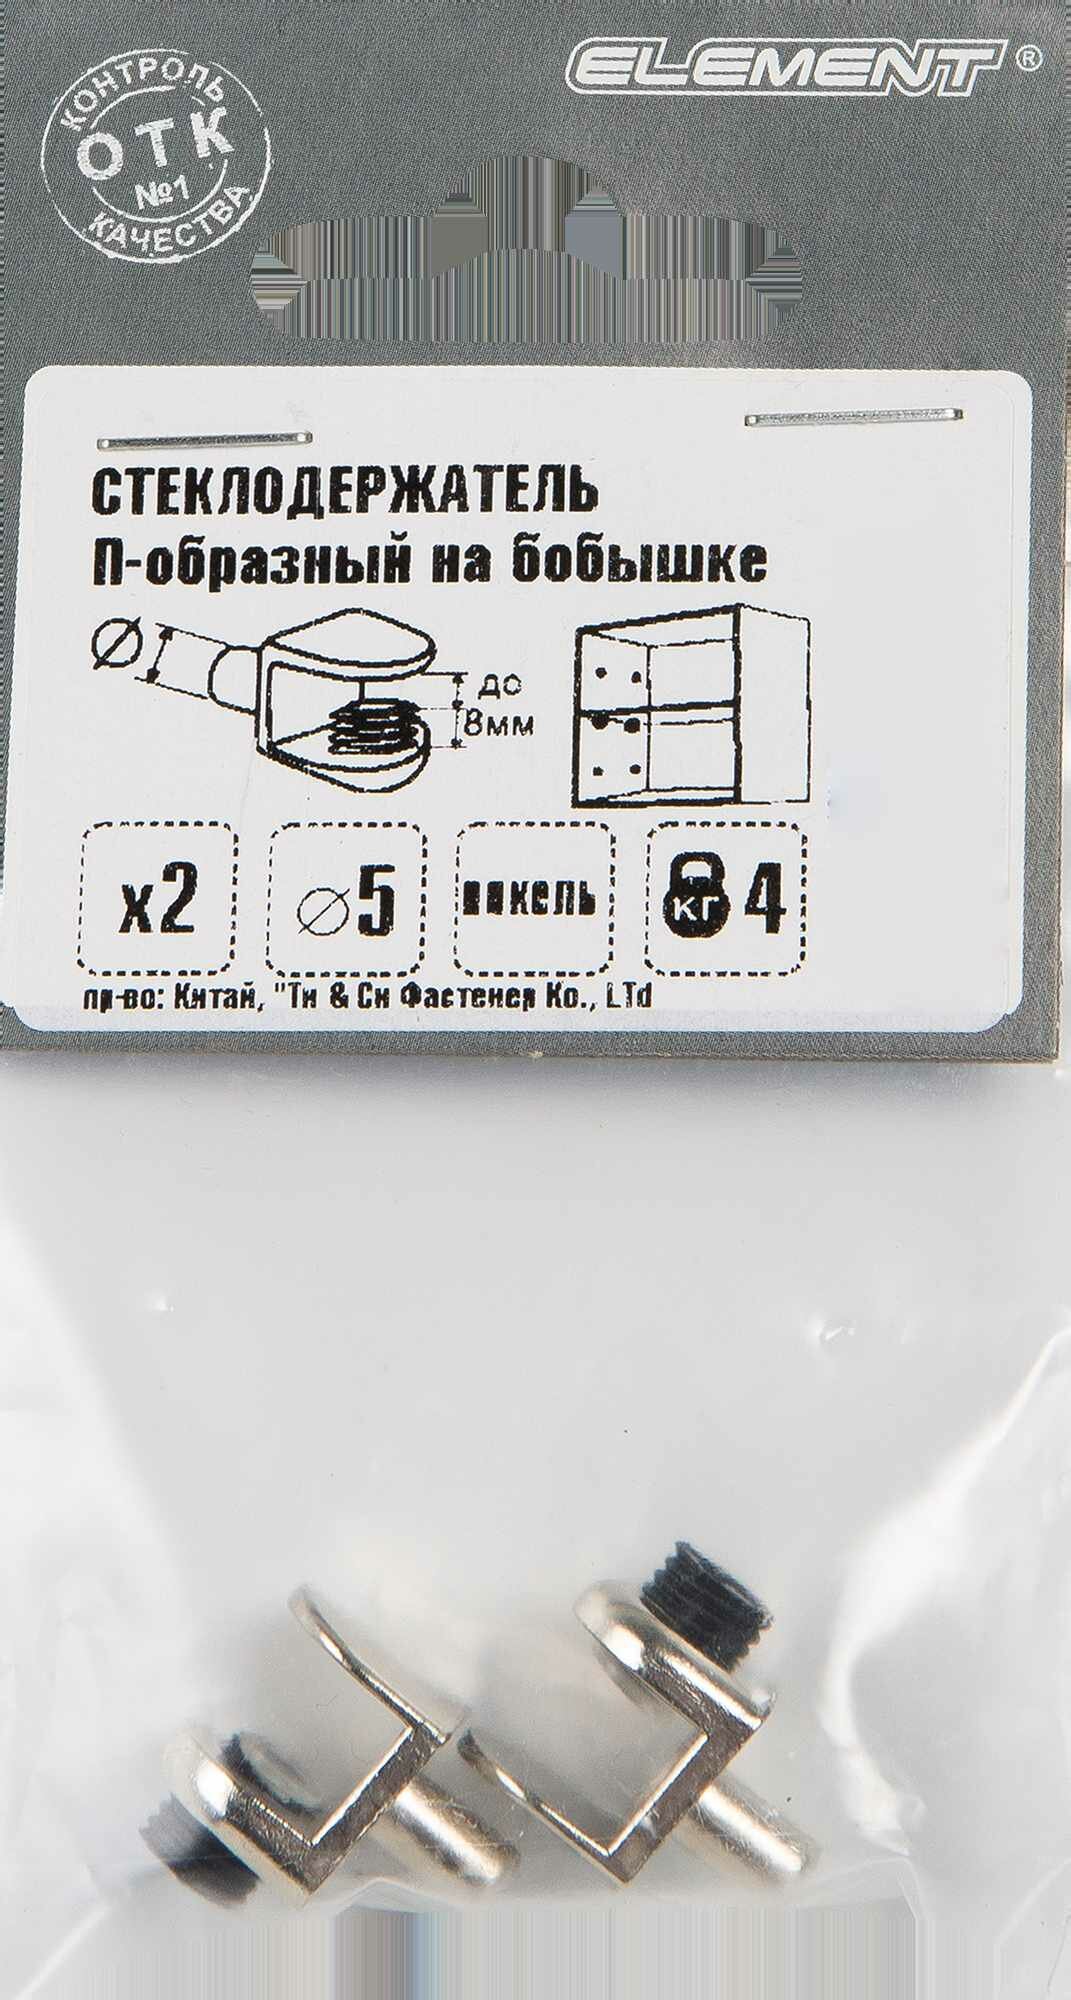 КОНТРОЛЬ
ОТК
№1
КАЧЕСТВА
ELEMENT®
СТЕКЛОДЕРЖАТЕЛЬ
П-образный на бобышке
∅
до
8мм
х2
∅5
никель
кг 4
пр-во: Китай, "Ти & Си Фастенер Ко., LTd